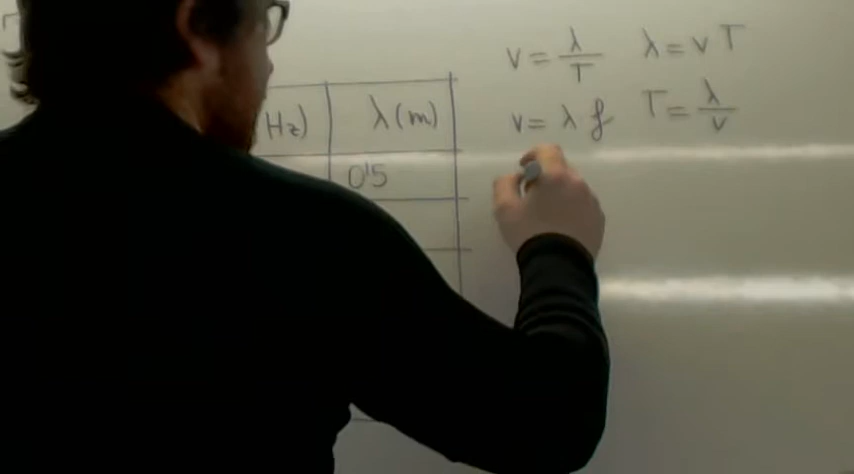 v = λ/T λ = v T
Hz) λ(m) v = λ f T = λ/v
0'5